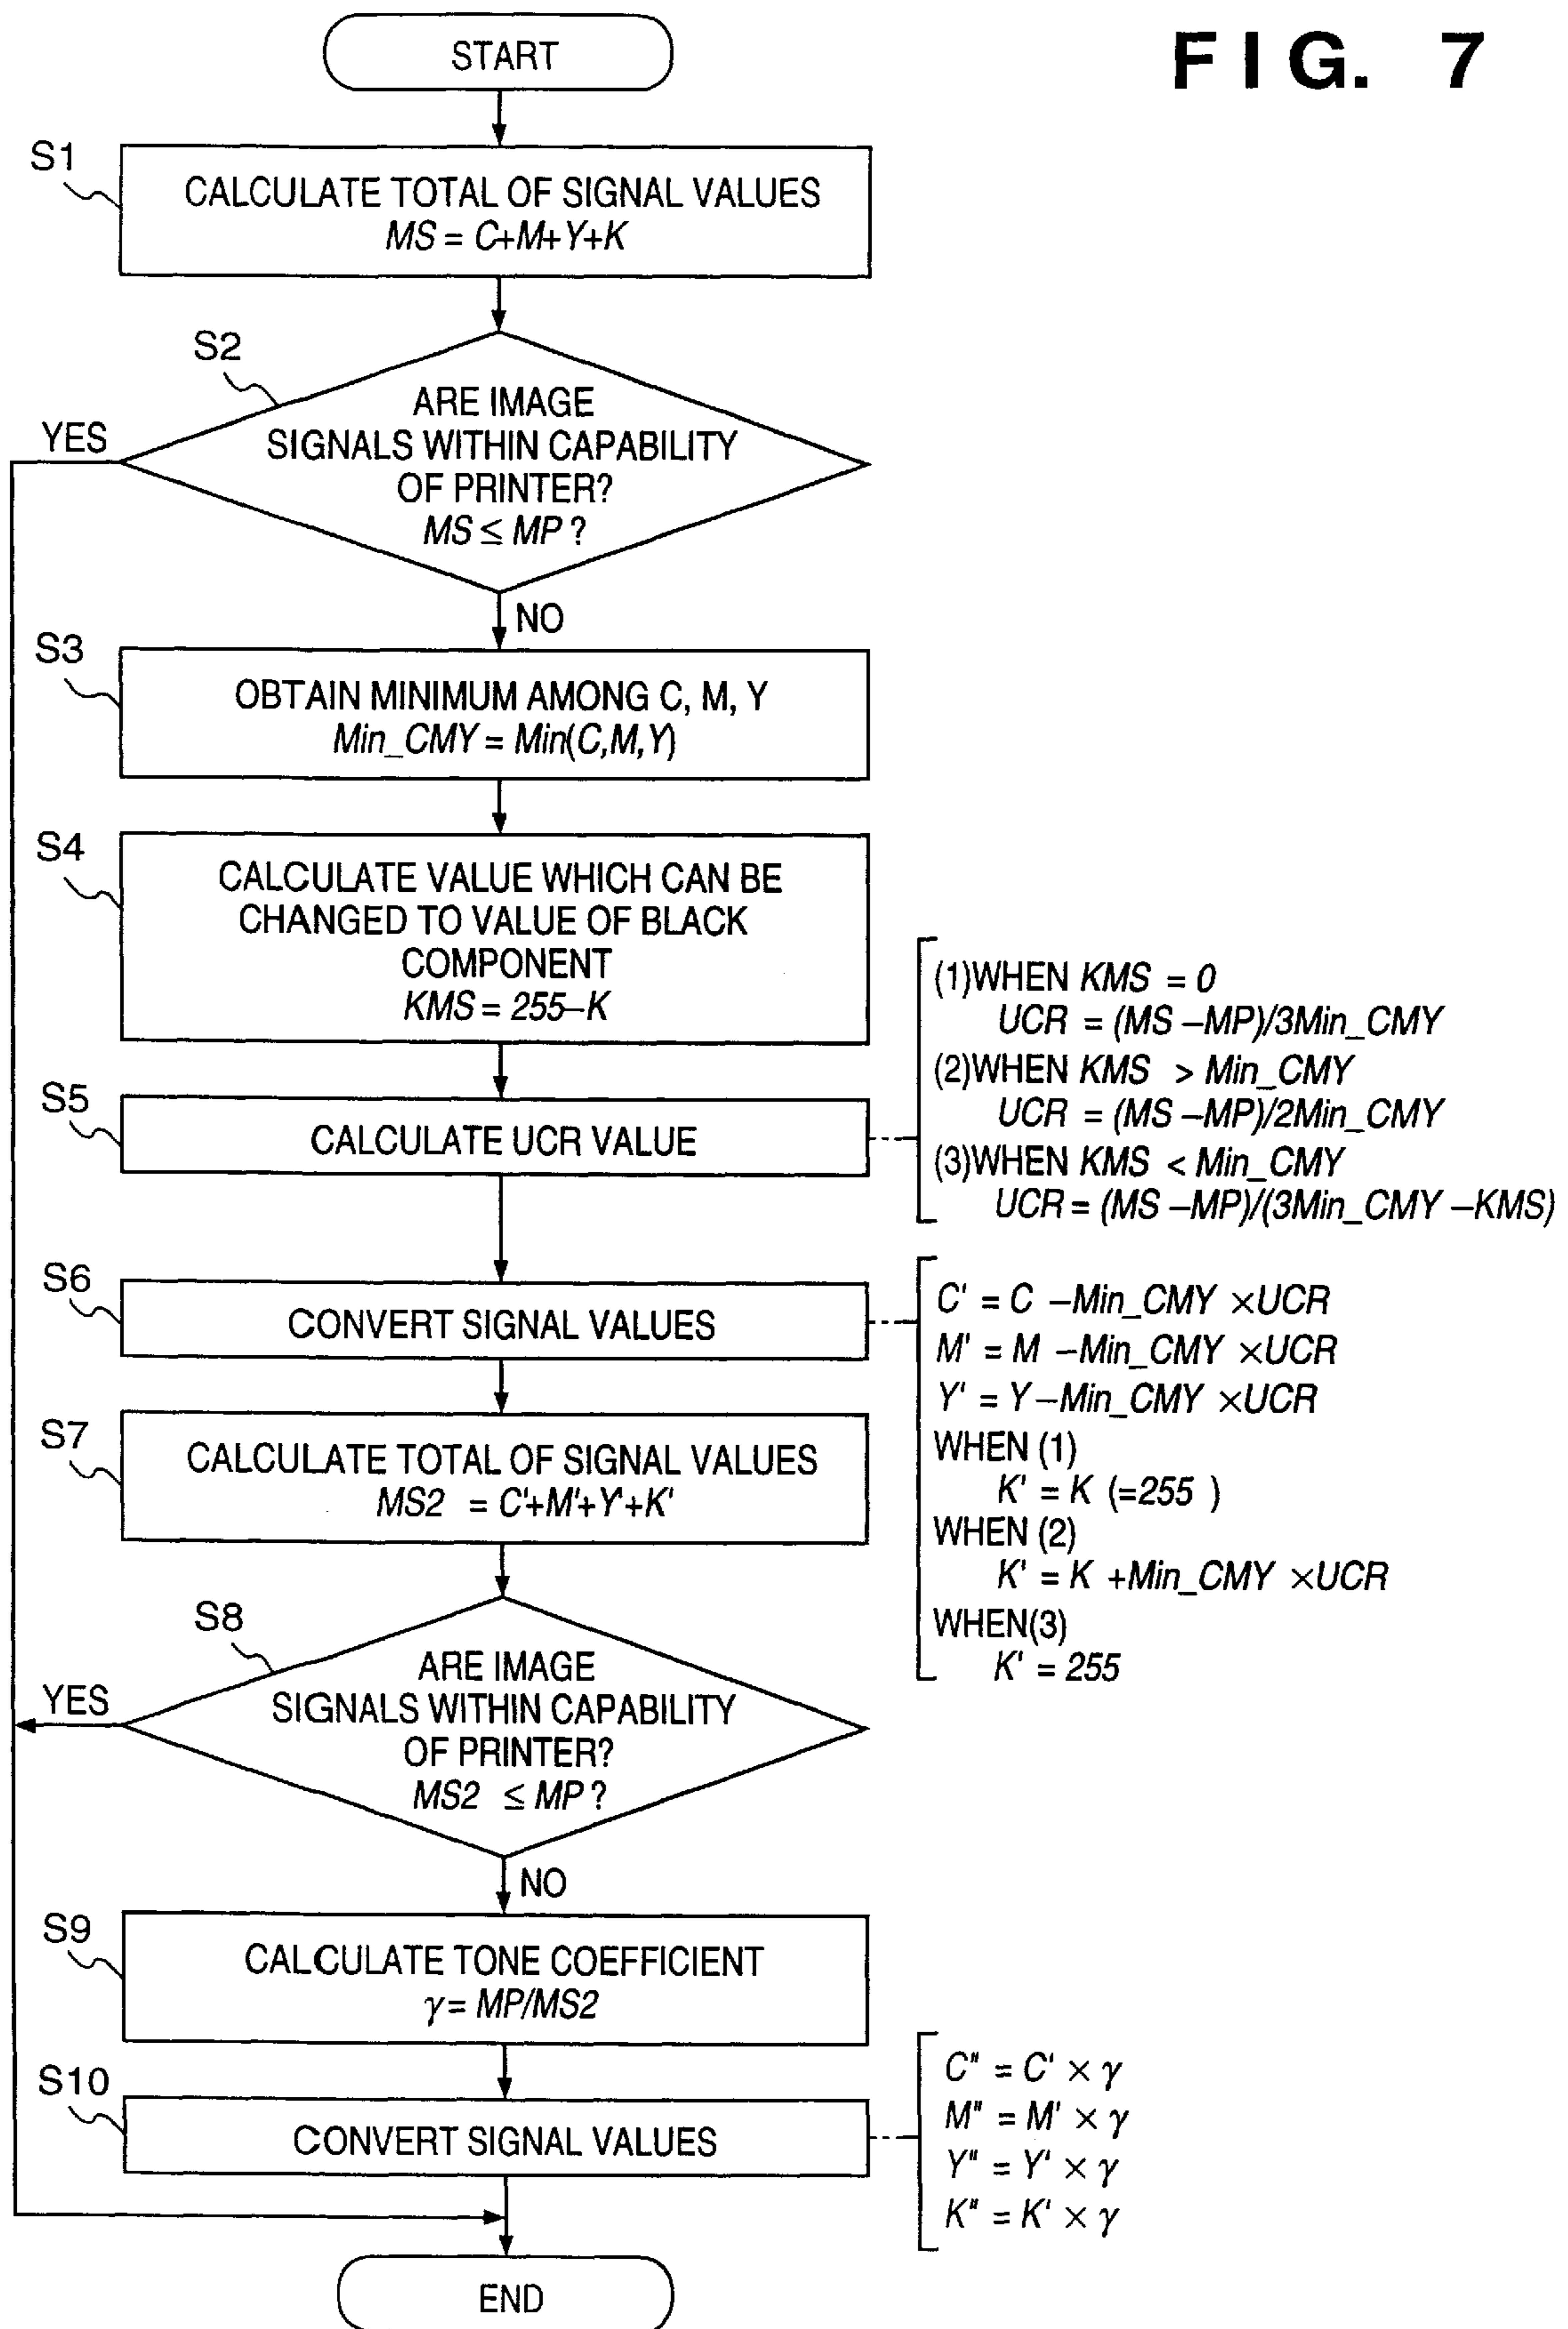 FIG. 7
START
S1
CALCULATE TOTAL OF SIGNAL VALUES
MS = C+M+Y+K
S2
ARE IMAGE
SIGNALS WITHIN CAPABILITY
OF PRINTER?
MS ≤ MP ?
YES
NO
S3
OBTAIN MINIMUM AMONG C, M, Y
Min_CMY = Min(C,M,Y)
S4
CALCULATE VALUE WHICH CAN BE
CHANGED TO VALUE OF BLACK
COMPONENT
KMS = 255–K
S5
CALCULATE UCR VALUE
(1)WHEN KMS = 0
UCR = (MS –MP)/3Min_CMY
(2)WHEN KMS > Min_CMY
UCR = (MS –MP)/2Min_CMY
(3)WHEN KMS < Min_CMY
UCR = (MS –MP)/(3Min_CMY –KMS)
S6
CONVERT SIGNAL VALUES
C' = C –Min_CMY ×UCR
M' = M –Min_CMY ×UCR
Y' = Y–Min_CMY ×UCR
WHEN (1)
K' = K (=255 )
WHEN (2)
K' = K +Min_CMY ×UCR
WHEN(3)
K' = 255
S7
CALCULATE TOTAL OF SIGNAL VALUES
MS2 = C'+M'+Y'+K'
S8
ARE IMAGE
SIGNALS WITHIN CAPABILITY
OF PRINTER?
MS2 ≤ MP ?
YES
NO
S9
CALCULATE TONE COEFFICIENT
γ = MP/MS2
S10
CONVERT SIGNAL VALUES
C" = C' × γ
M" = M' × γ
Y" = Y' × γ
K" = K' × γ
END